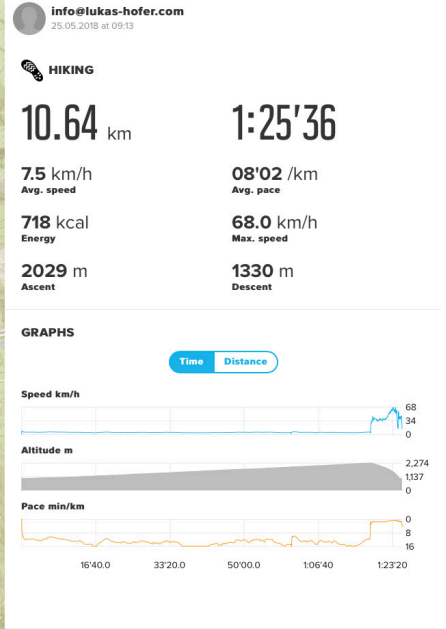 info@lukas-hofer.com
25.05.2018 at 09:13
HIKING
10.64 km
1:25'36
7.5 km/h
Avg. speed
08'02 /km
Avg. pace
718 kcal
Energy
68.0 km/h
Max. speed
2029 m
Ascent
1330 m
Descent
GRAPHS
Time Distance
Speed km/h
68
34
0
Altitude m
2,274
1,137
0
Pace min/km
0
8
16
16'40.0 33'20.0 50'00.0 1:06'40 1:23'20